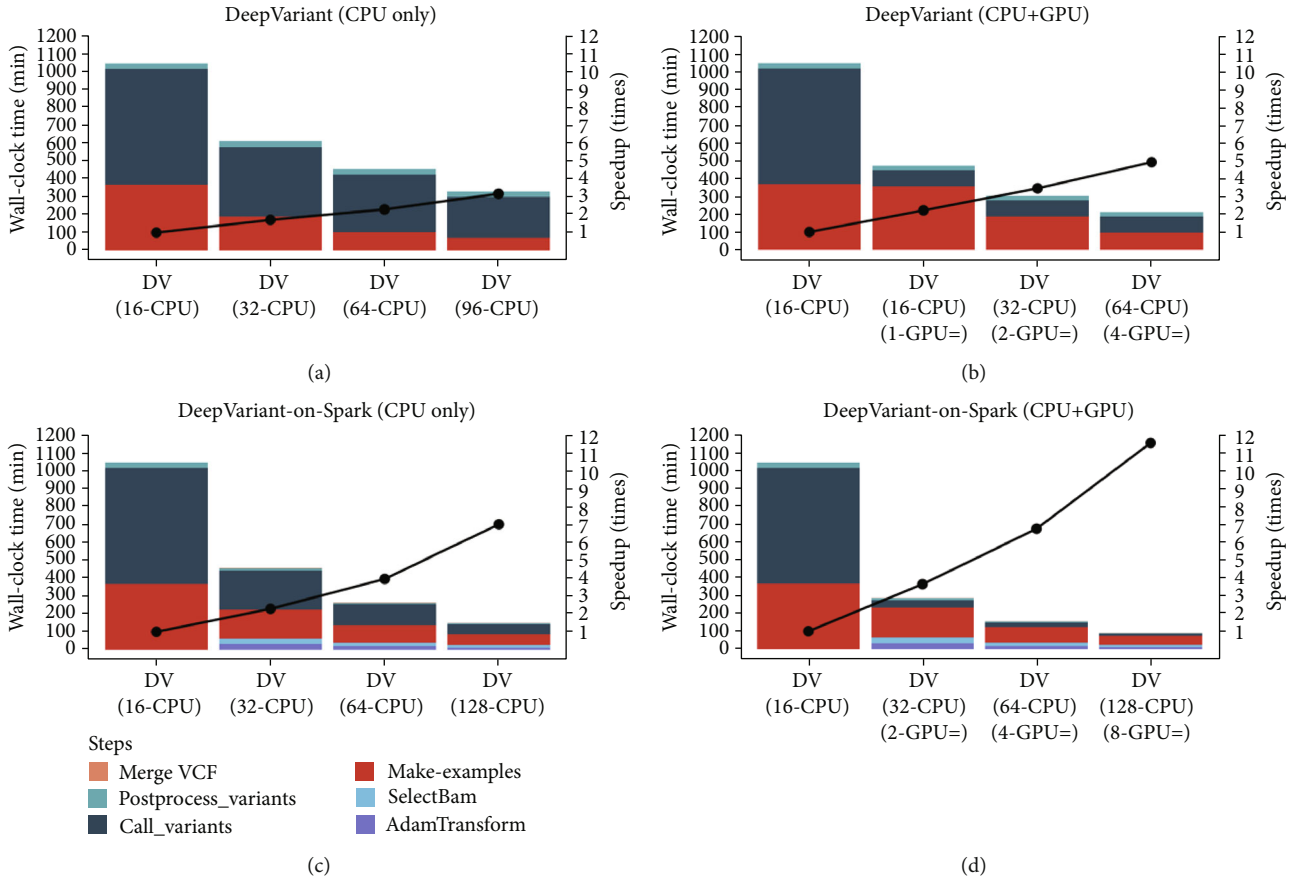 DeepVariant (CPU only)
Wall-clock time (min)
1200
1100
1000
900
800
700
600
500
400
300
200
100
0
12
11
10
9
8
7
6
5
4
3
2
1
Speedup (times)
DV
(16-CPU)
DV
(32-CPU)
DV
(64-CPU)
DV
(96-CPU)
(a)
DeepVariant (CPU+GPU)
Wall-clock time (min)
1200
1100
1000
900
800
700
600
500
400
300
200
100
0
12
11
10
9
8
7
6
5
4
3
2
1
Speedup (times)
DV
(16-CPU)
DV
(16-CPU)
(1-GPU=)
DV
(32-CPU)
(2-GPU=)
DV
(64-CPU)
(4-GPU=)
(b)
DeepVariant-on-Spark (CPU only)
Wall-clock time (min)
1200
1100
1000
900
800
700
600
500
400
300
200
100
0
12
11
10
9
8
7
6
5
4
3
2
1
Speedup (times)
DV
(16-CPU)
DV
(32-CPU)
DV
(64-CPU)
DV
(128-CPU)
Steps
Merge VCF
Postprocess_variants
Call_variants
Make-examples
SelectBam
AdamTransform
(c)
DeepVariant-on-Spark (CPU+GPU)
Wall-clock time (min)
1200
1100
1000
900
800
700
600
500
400
300
200
100
0
12
11
10
9
8
7
6
5
4
3
2
1
Speedup (times)
DV
(16-CPU)
DV
(32-CPU)
(2-GPU=)
DV
(64-CPU)
(4-GPU=)
DV
(128-CPU)
(8-GPU=)
(d)